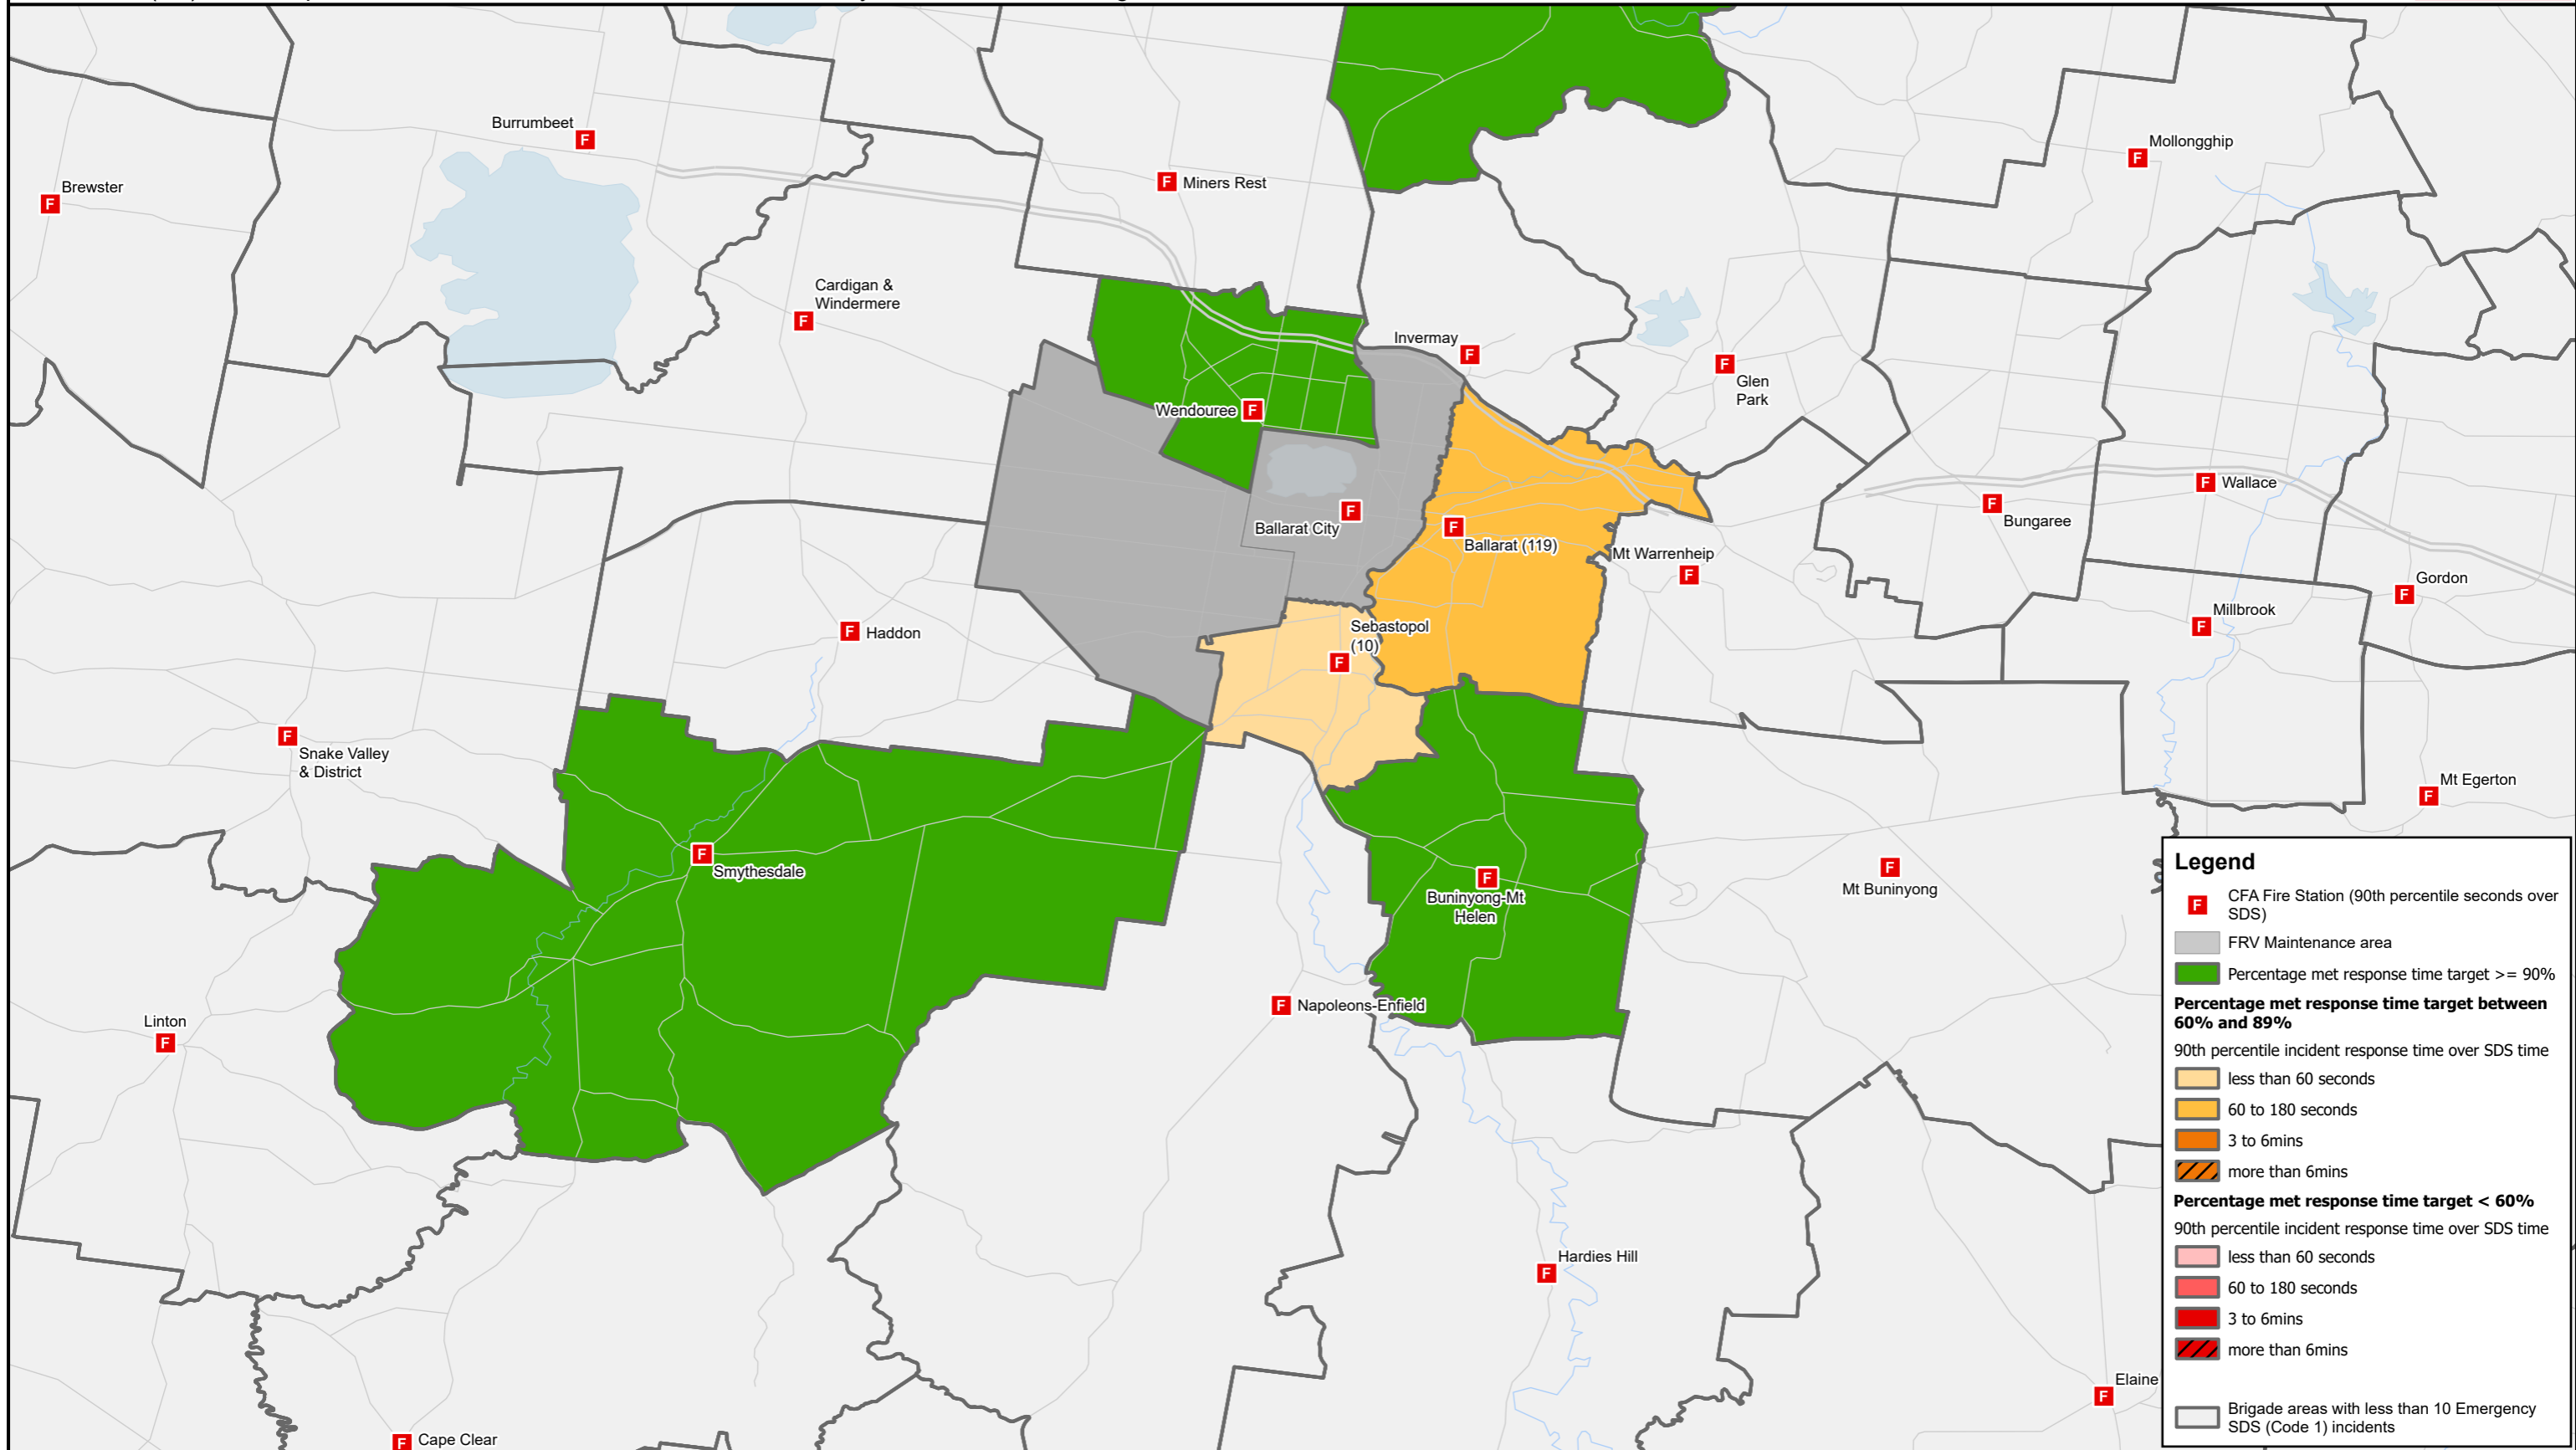 Burrumbeet
F
Mollongghip
F
Brewster
F
F Miners Rest
Cardigan &
Windermere
F
Invermay
F
F
Glen
Park
Wendouree F
F Wallace
F
Ballarat City
F
Bungaree
F
Ballarat (119)
Mt Warrenheip
F
Gordon
F
Millbrook
F
F Haddon
Sebastopol
(10)
F
F
Snake Valley
& District
Mt Egerton
F
F
Smythesdale
F
Buninyong-Mt
Helen
F
Mt Buninyong
F Napoleons-Enfield
Linton
F
Hardies Hill
F
Elaine
F
F Cape Clear
Legend
F CFA Fire Station (90th percentile seconds over
SDS)
FRV Maintenance area
Percentage met response time target >= 90%
Percentage met response time target between
60% and 89%
90th percentile incident response time over SDS time
less than 60 seconds
60 to 180 seconds
3 to 6mins
more than 6mins
Percentage met response time target < 60%
90th percentile incident response time over SDS time
less than 60 seconds
60 to 180 seconds
3 to 6mins
more than 6mins
Brigade areas with less than 10 Emergency
SDS (Code 1) incidents